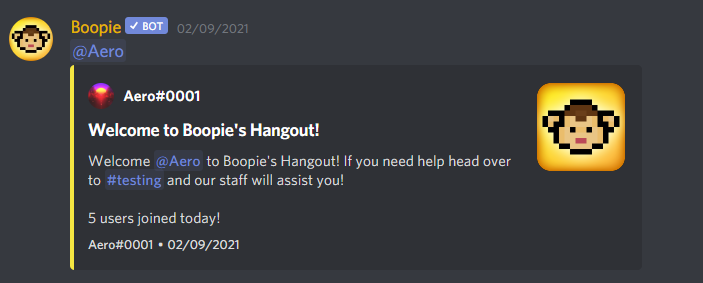 Boopie ✓ BOT 02/09/2021
@Aero
Aero#0001
Welcome to Boopie's Hangout!
Welcome @Aero to Boopie's Hangout! If you need help head over
to #testing and our staff will assist you!
5 users joined today!
Aero#0001 • 02/09/2021